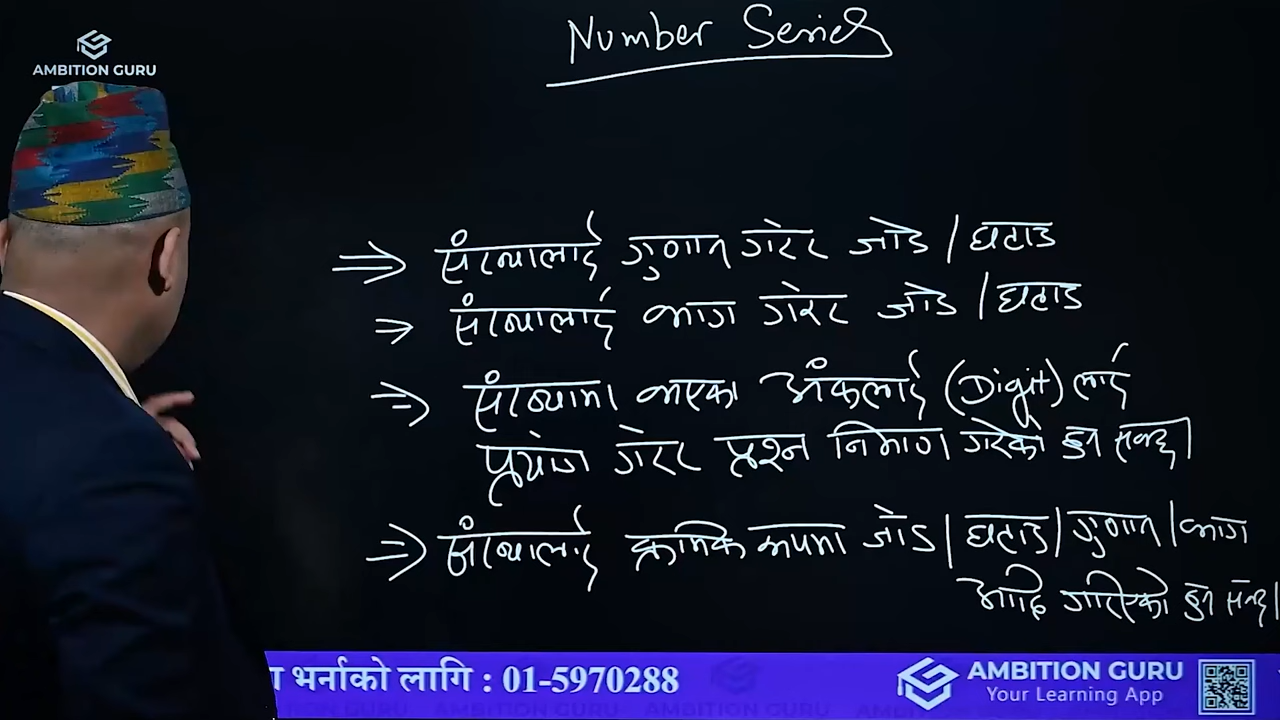 Number Series
AMBITION GURU
⇒ संख्यालाई गुणन गरेर जोड / घटाउ
⇒ संख्यालाई भाग गरेर जोड / घटाउ
⇒ संख्यामा भएका अंकलाई (Digit) लाई
प्रयोग गरेर प्रश्न निर्माण गरेको हुन सक्छ।
⇒ संख्यालाई क्रमिक रूपमा जोड / घटाउ / गुणन / भाग
आदि गरिएको हुन सक्छ।
भर्नाको लागि : 01-5970288
AMBITION GURU
Your Learning App